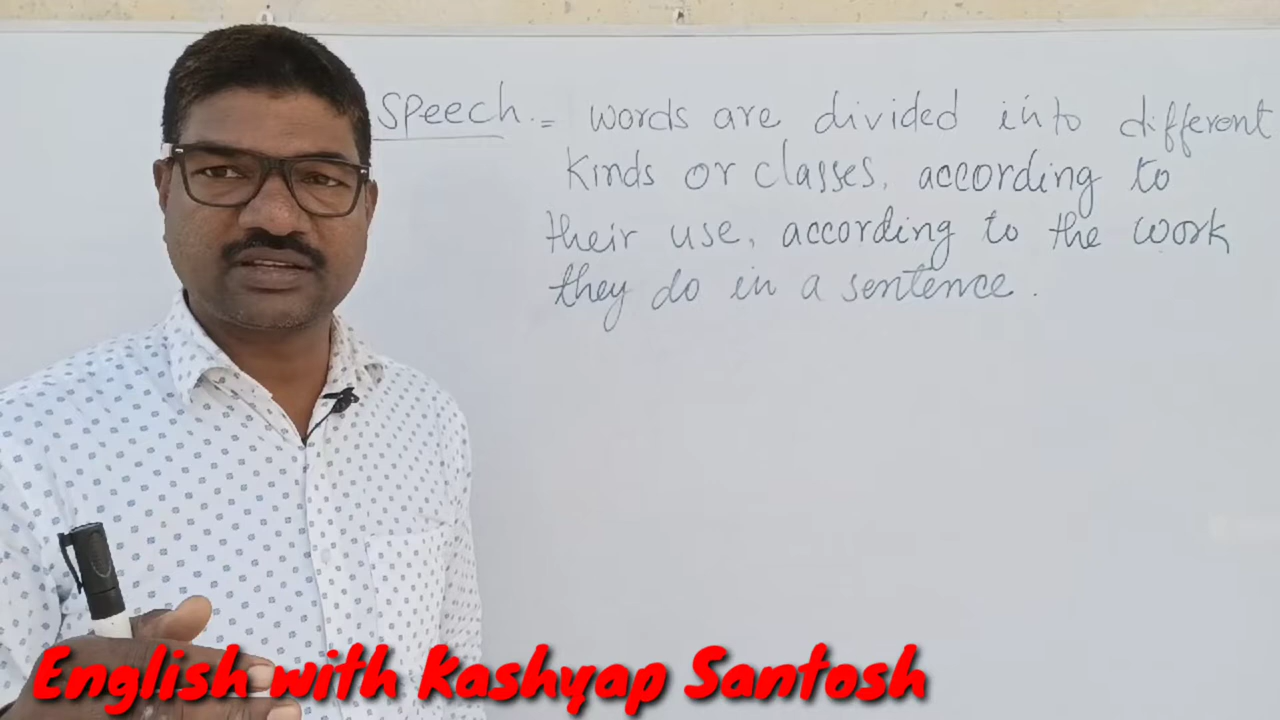 Speech. = words are divided into different
kinds or classes, according to
their use, according to the work
they do in a sentence.
English with Kashyap Santosh